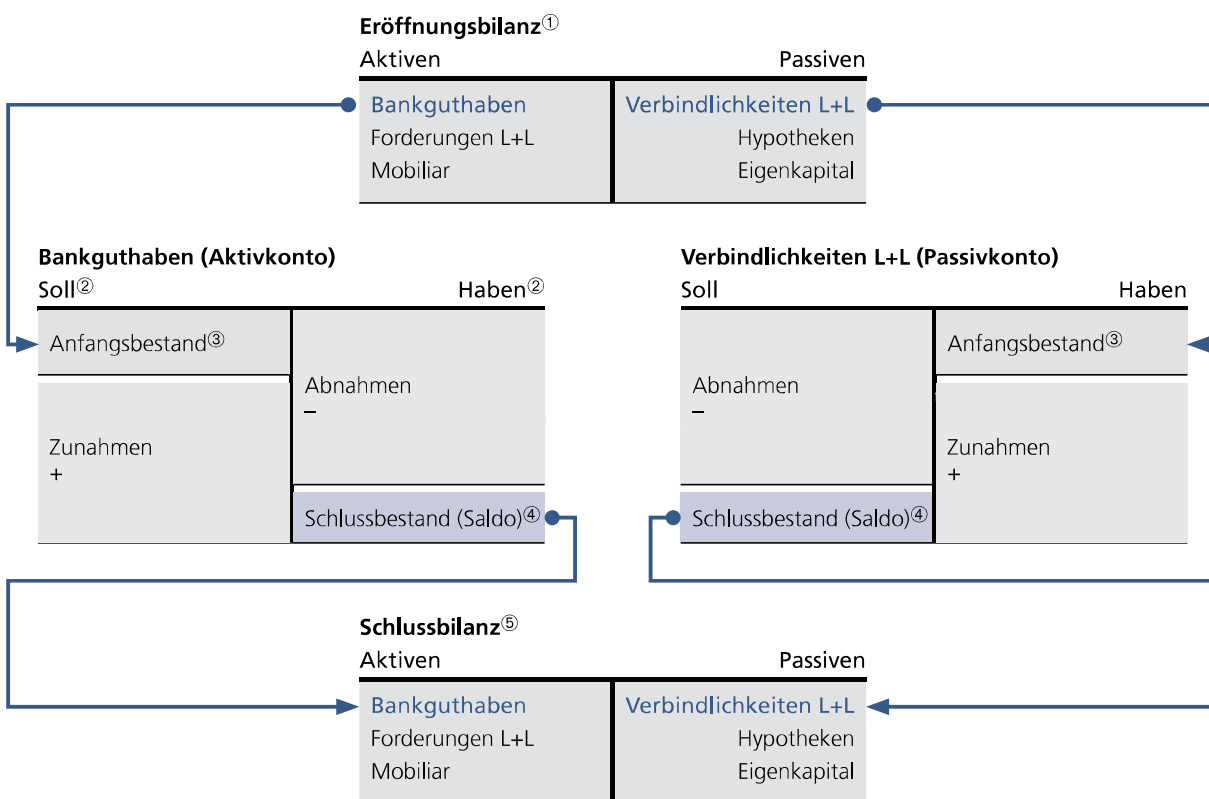 Eröffnungsbilanz①
Aktiven Passiven
Bankguthaben Verbindlichkeiten L+L
Forderungen L+L Hypotheken
Mobiliar Eigenkapital
Bankguthaben (Aktivkonto)
Soll② Haben②
Anfangsbestand③
Abnahmen
–
Zunahmen
+
Schlussbestand (Saldo)④
Verbindlichkeiten L+L (Passivkonto)
Soll Haben
Anfangsbestand③
Abnahmen
–
Zunahmen
+
Schlussbestand (Saldo)④
Schlussbilanz⑤
Aktiven Passiven
Bankguthaben Verbindlichkeiten L+L
Forderungen L+L Hypotheken
Mobiliar Eigenkapital